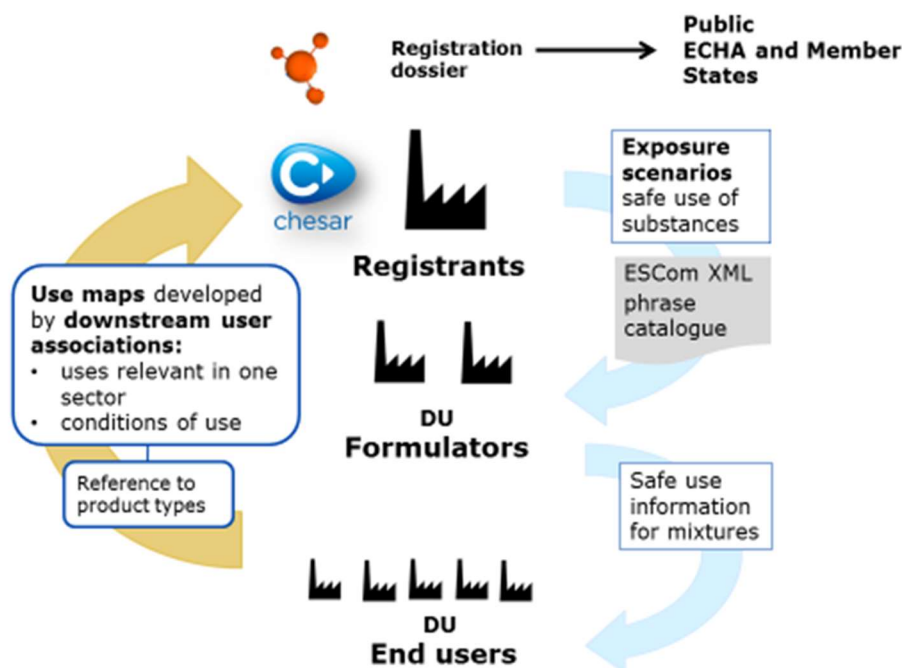 Registration
dossier
Public
ECHA and Member
States
chesar
Registrants
Exposure
scenarios
safe use of
substances
ESCom XML
phrase
catalogue
Use maps developed
by downstream user
associations:
• uses relevant in one
sector
• conditions of use
Reference to
product types
DU
Formulators
Safe use
information
for mixtures
DU
End users